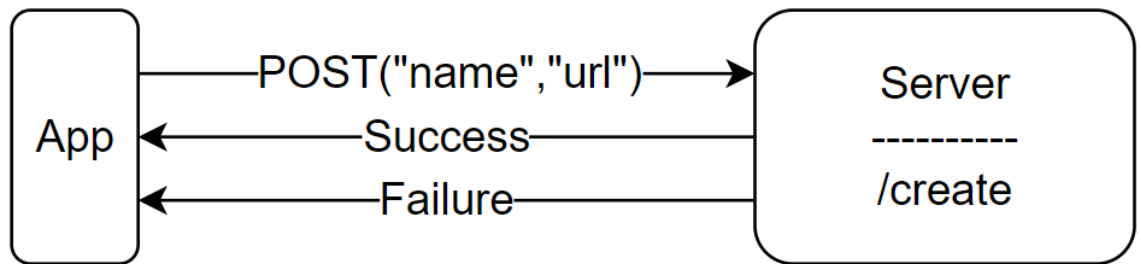 App
POST("name","url")
Success
Failure
Server
----------
/create